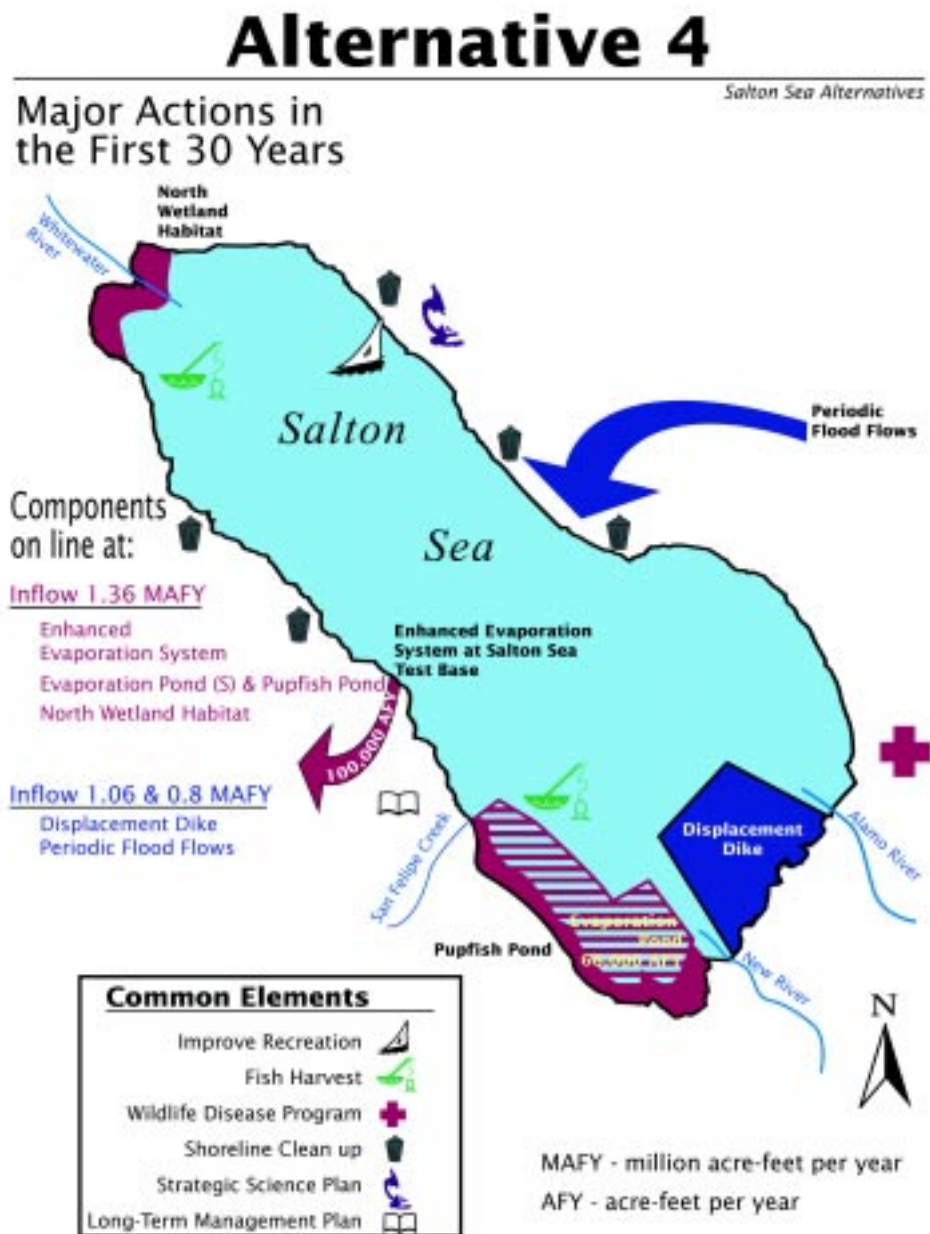 Alternative 4
Salton Sea Alternatives
Major Actions in
the First 30 Years
North
Wetland
Habitat
Whitewater
River
Salton
Sea
Periodic
Flood Flows
Components
on line at:
Inflow 1.36 MAFY
Enhanced
Evaporation System
Evaporation Pond (S) & Pupfish Pond
North Wetland Habitat
Inflow 1.06 & 0.8 MAFY
Displacement Dike
Periodic Flood Flows
Enhanced Evaporation
System at Salton Sea
Test Base
100,000 AFY
San Felipe Creek
Displacement
Dike
Alamo River
Evaporation
Pond
68,000 AFY
Pupfish Pond
New River
N
Common Elements
Improve Recreation
Fish Harvest
Wildlife Disease Program
Shoreline Clean up
Strategic Science Plan
Long-Term Management Plan
MAFY - million acre-feet per year
AFY - acre-feet per year